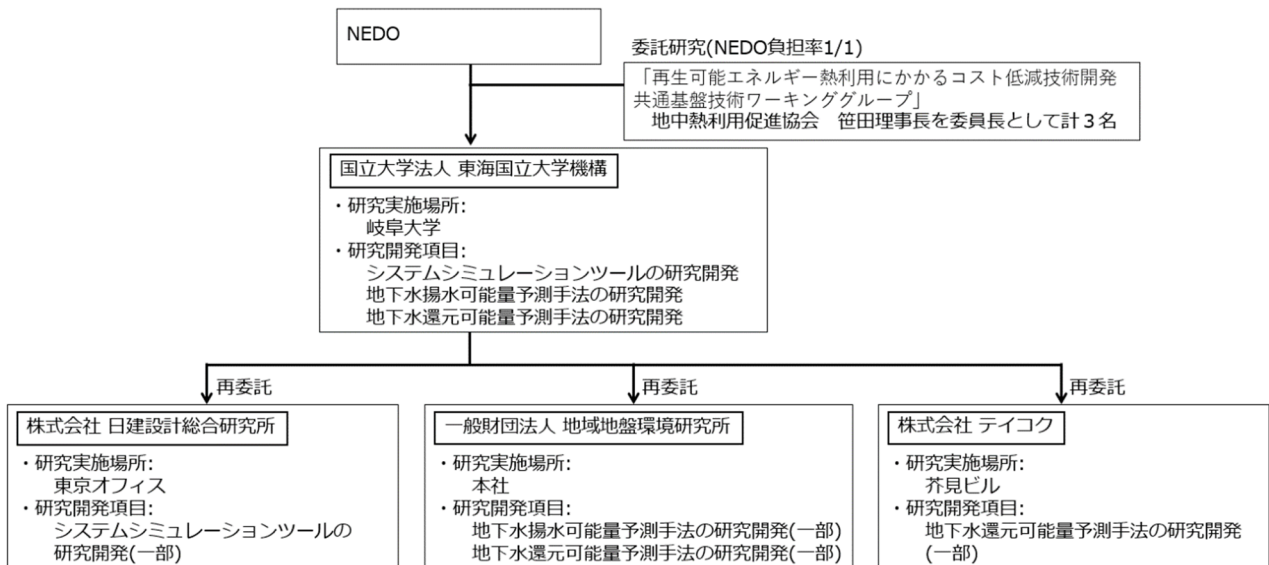 NEDO
委託研究(NEDO負担率1/1)
「再生可能エネルギー熱利用にかかるコスト低減技術開発
共通基盤技術ワーキンググループ」
地中熱利用促進協会 笹田理事長を委員長として計３名
国立大学法人 東海国立大学機構
・研究実施場所:
岐阜大学
・研究開発項目:
システムシミュレーションツールの研究開発
地下水揚水可能量予測手法の研究開発
地下水還元可能量予測手法の研究開発
再委託
再委託
再委託
株式会社 日建設計総合研究所
・研究実施場所:
東京オフィス
・研究開発項目:
システムシミュレーションツールの
研究開発(一部)
一般財団法人 地域地盤環境研究所
・研究実施場所:
本社
・研究開発項目:
地下水揚水可能量予測手法の研究開発(一部)
地下水還元可能量予測手法の研究開発(一部)
株式会社 テイコク
・研究実施場所:
芥見ビル
・研究開発項目:
地下水還元可能量予測手法の研究開発
(一部)